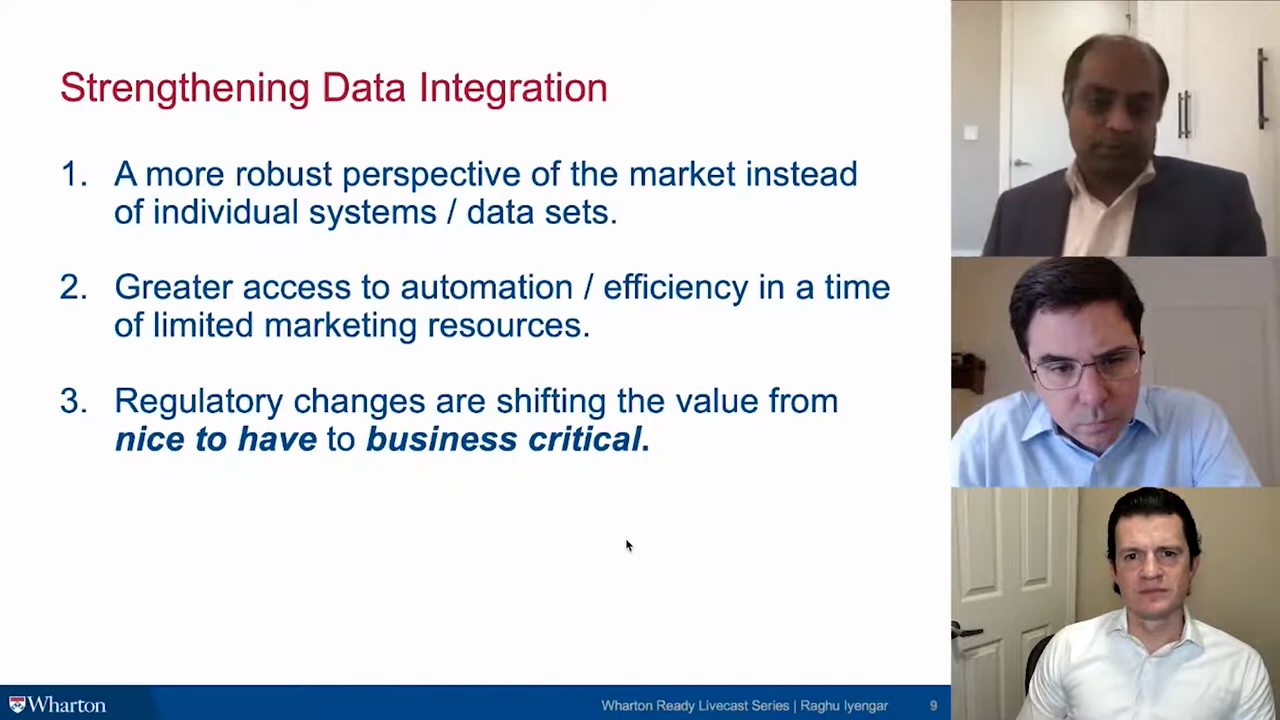 Strengthening Data Integration
1. A more robust perspective of the market instead
of individual systems / data sets.
2. Greater access to automation / efficiency in a time
of limited marketing resources.
3. Regulatory changes are shifting the value from
nice to have to business critical.
Wharton
Wharton Ready Livecast Series | Raghu Iyengar 9